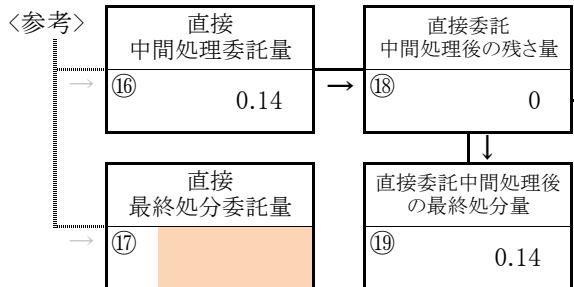 〈参考〉
直接
中間処理委託量
⑯
0.14
→
→
直接委託
中間処理後の残さ量
⑱
0
↓
直接
最終処分委託量
→
⑰
直接委託中間処理後
の最終処分量
⑲
0.14